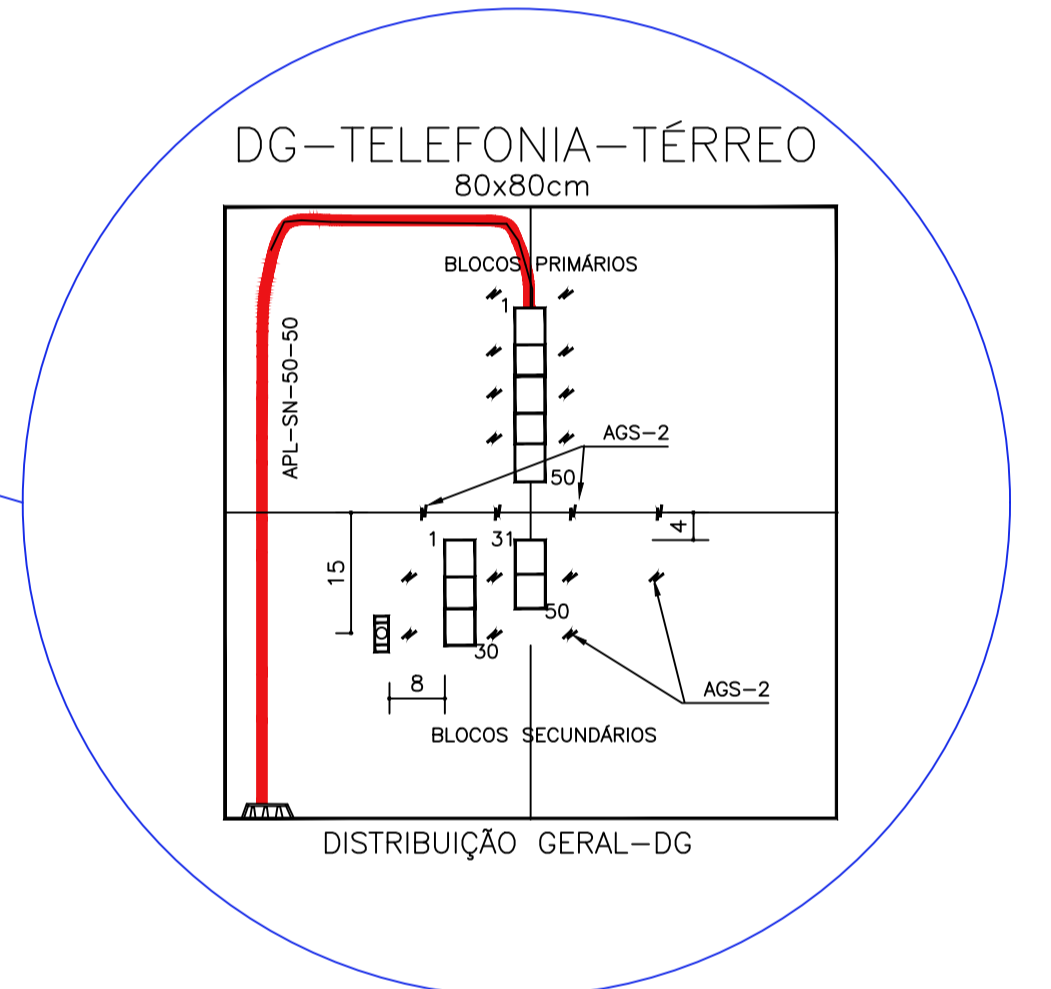 DG-TELEFONIA-TÉRREO
80x80cm
BLOCOS PRIMÁRIOS
1
APL-SN-50-50
AGS-2
50
4
1
31
15
50
30
8
AGS-2
BLOCOS SECUNDÁRIOS
DISTRIBUIÇÃO GERAL-DG